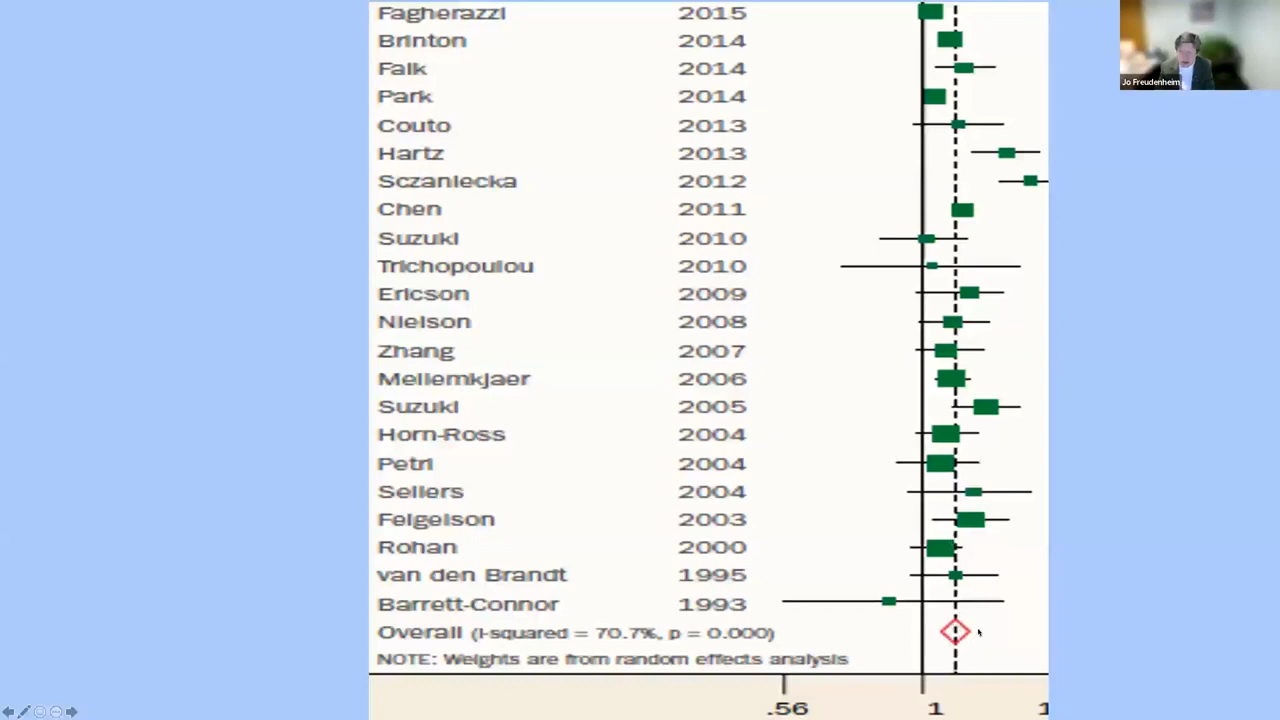 Fagherazzi 2015
Jo Freudenheim
Brinton 2014
Falk 2014
Park 2014
Couto 2013
Hartz 2013
Sczaniecka 2012
Chen 2011
Suzuki 2010
Trichopoulou 2010
Ericson 2009
Nielson 2008
Zhang 2007
Mellemkjaer 2006
Suzuki 2005
Horn-Ross 2004
Petri 2004
Sellers 2004
Feigelson 2003
Rohan 2000
van den Brandt 1995
Barrett-Connor 1993
Overall (I-squared = 70.7%, p = 0.000)
NOTE: Weights are from random effects analysis
.56 1